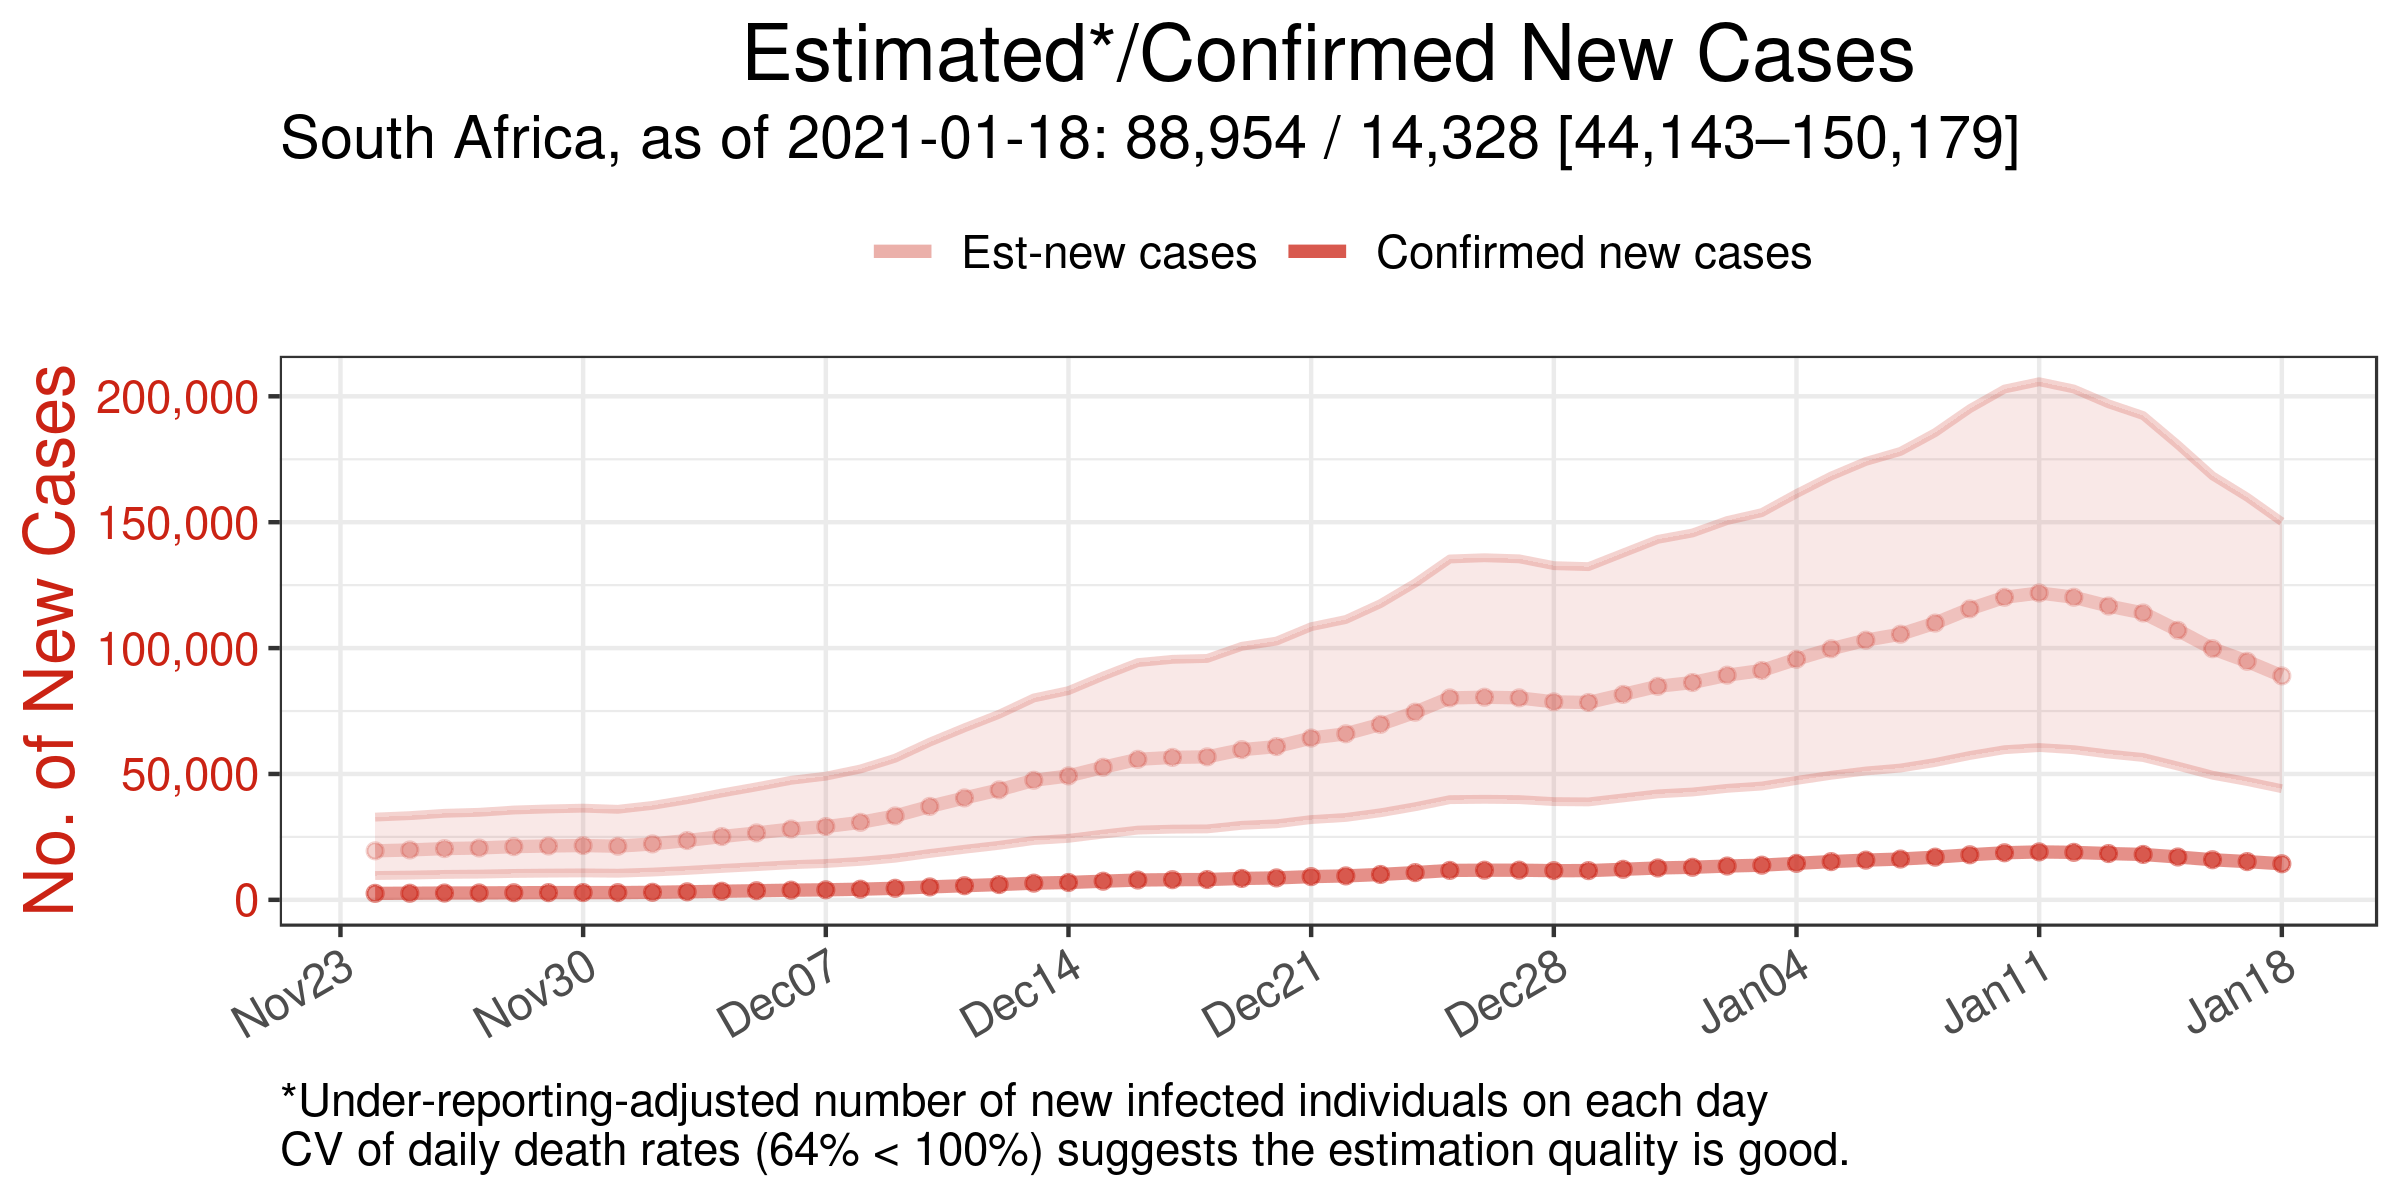 Estimated*/Confirmed New Cases
South Africa, as of 2021-01-18: 88,954 / 14,328 [44,143–150,179]
Est-new cases
Confirmed new cases
No. of New Cases
200,000
150,000
100,000
50,000
0
Nov23
Nov30
Dec07
Dec14
Dec21
Dec28
Jan04
Jan11
Jan18
*Under-reporting-adjusted number of new infected individuals on each day
CV of daily death rates (64% < 100%) suggests the estimation quality is good.